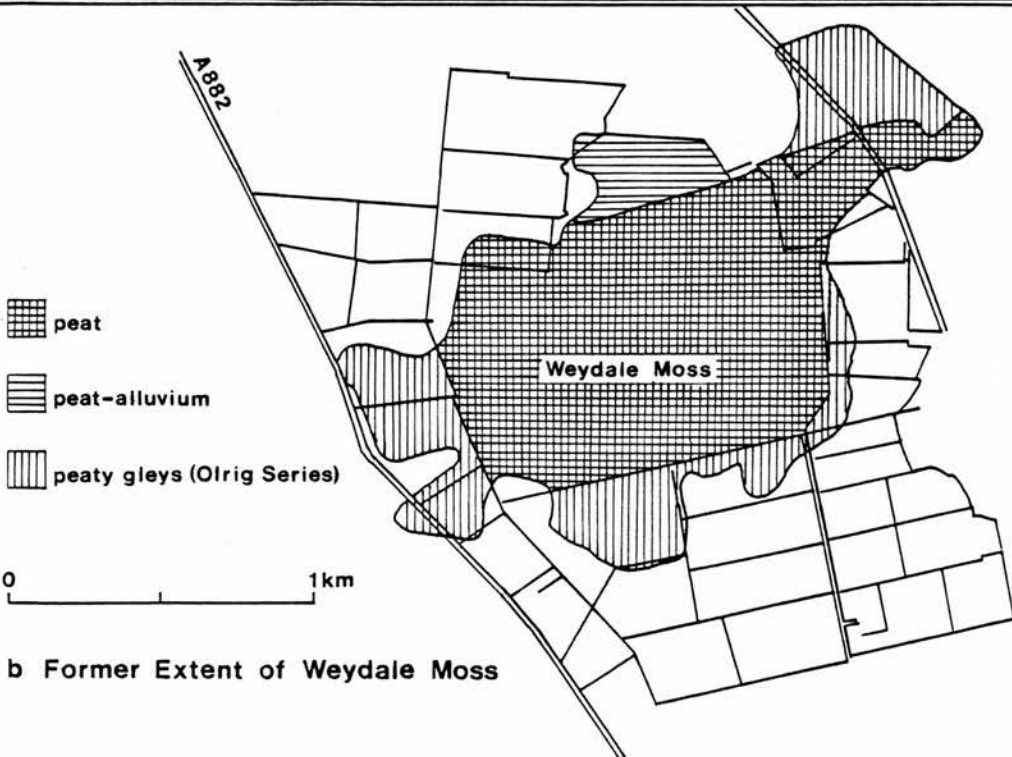 A882
peat
Weydale Moss
peat-alluvium
peaty gleys (Olrig Series)
0 1km
b Former Extent of Weydale Moss